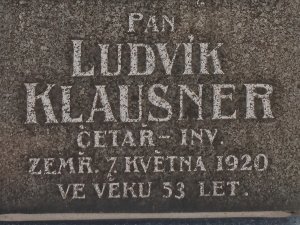 PAN
LUDVÍK
KLAUSNER
ČETAŘ – INV.
ZEMŘ. 7. KVĚTNA 1920
VE VĚKU 53 LET.